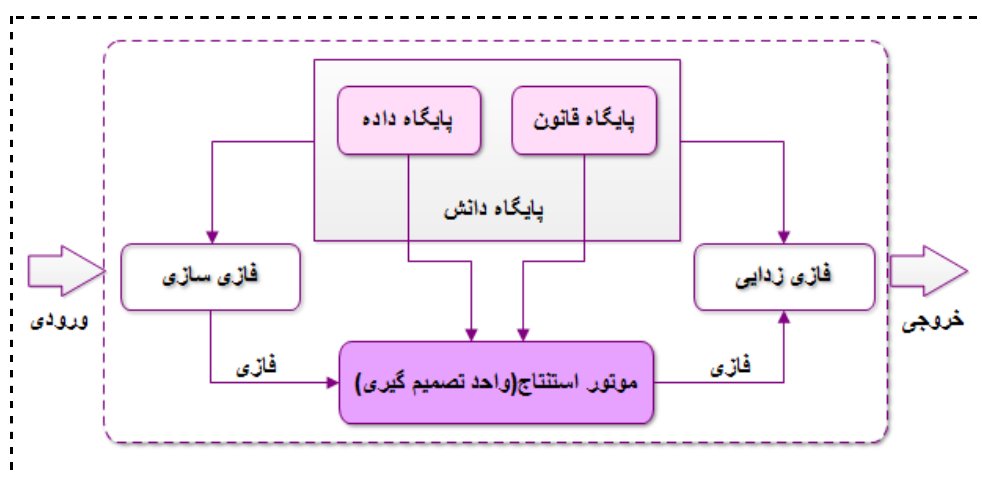 پایگاه قانون
پایگاه داده
پایگاه دانش
فازی زدایی
فازی سازی
خروجی
ورودی
فازی
فازی
موتور استنتاج(واحد تصمیم گیری)